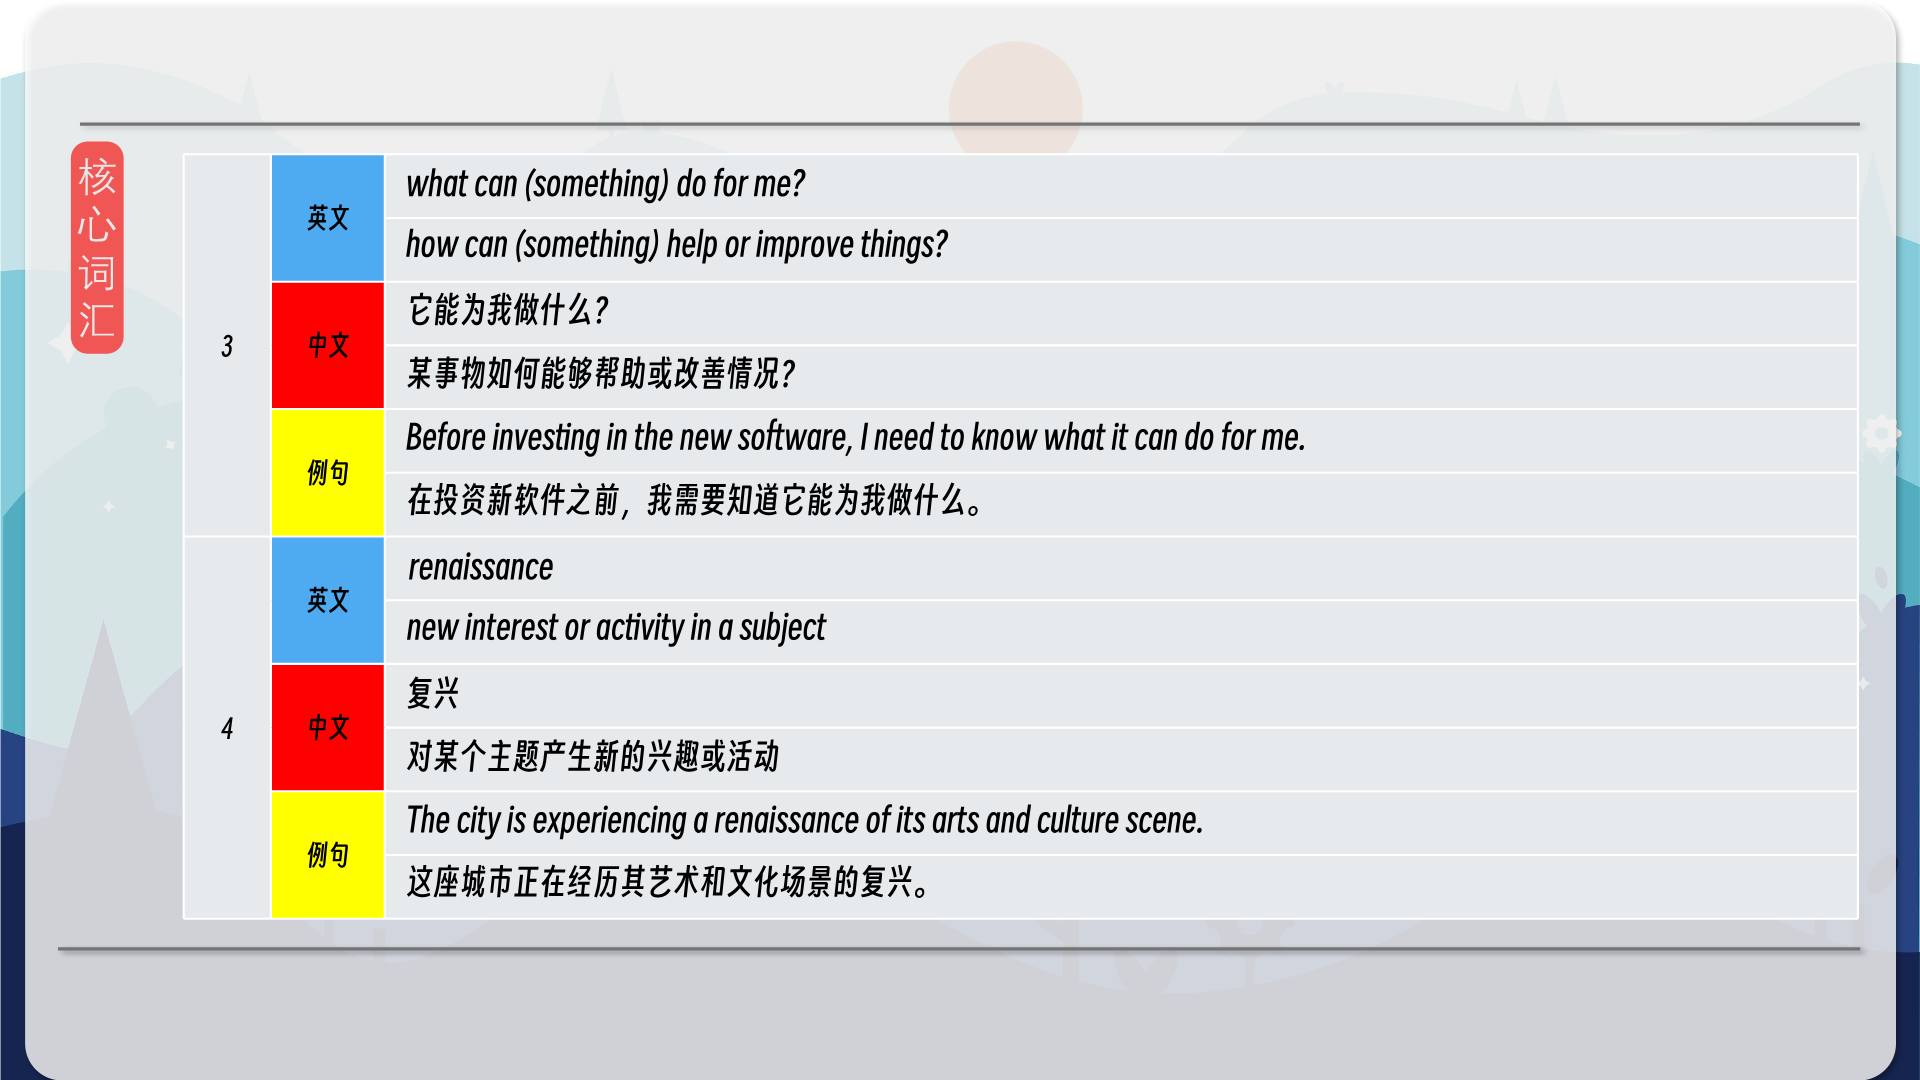 核心词汇
3
英文
what can (something) do for me?
how can (something) help or improve things?
中文
它能为我做什么？
某事物如何能够帮助或改善情况？
例句
Before investing in the new software, I need to know what it can do for me.
在投资新软件之前，我需要知道它能为我做什么。
4
英文
renaissance
new interest or activity in a subject
中文
复兴
对某个主题产生新的兴趣或活动
例句
The city is experiencing a renaissance of its arts and culture scene.
这座城市正在经历其艺术和文化场景的复兴。